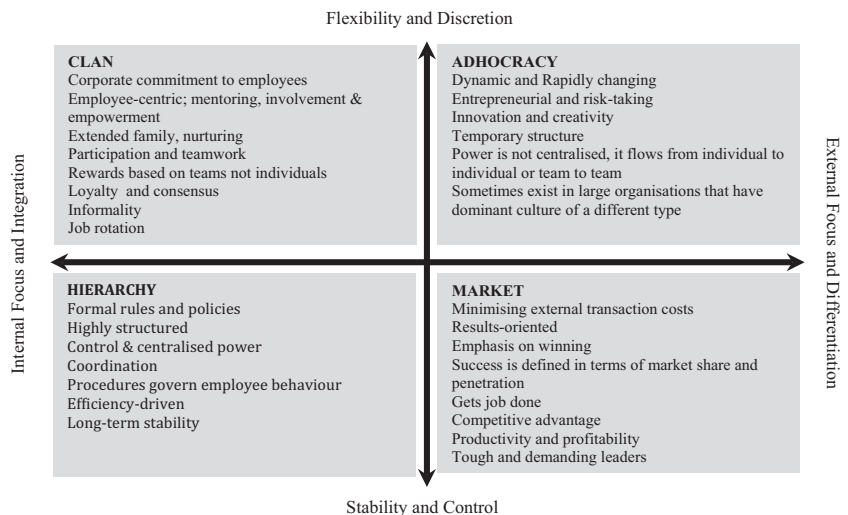 Flexibility and Discretion
CLAN
Corporate commitment to employees
Employee-centric; mentoring, involvement &
empowerment
Extended family, nurturing
Participation and teamwork
Rewards based on teams not individuals
Loyalty and consensus
Informality
Job rotation
ADHOCRACY
Dynamic and Rapidly changing
Entrepreneurial and risk-taking
Innovation and creativity
Temporary structure
Power is not centralised, it flows from individual to
individual or team to team
Sometimes exist in large organisations that have
dominant culture of a different type
Internal Focus and Integration
External Focus and Differentiation
HIERARCHY
Formal rules and policies
Highly structured
Control & centralised power
Coordination
Procedures govern employee behaviour
Efficiency-driven
Long-term stability
MARKET
Minimising external transaction costs
Results-oriented
Emphasis on winning
Success is defined in terms of market share and
penetration
Gets job done
Competitive advantage
Productivity and profitability
Tough and demanding leaders
Stability and Control